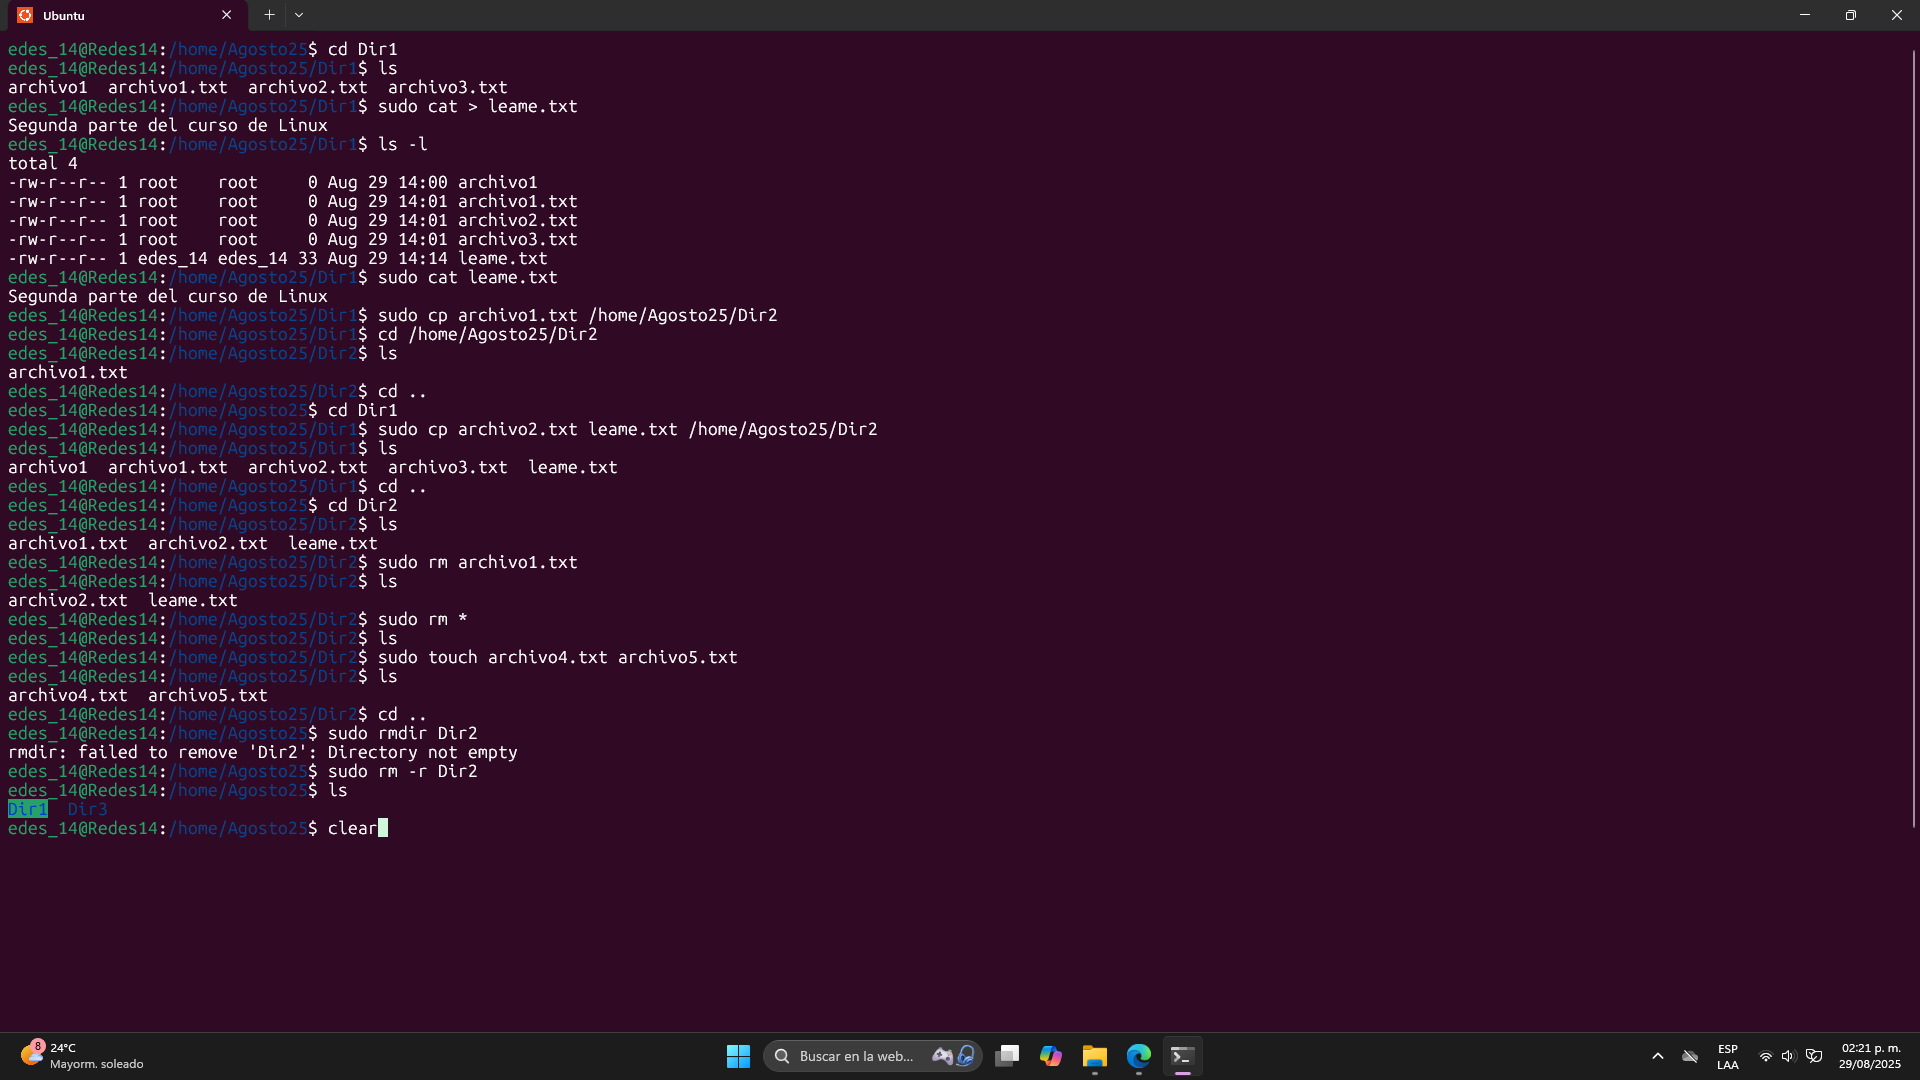 Ubuntu
edes_14@Redes14:/home/Agosto25$ cd Dir1
edes_14@Redes14:/home/Agosto25/Dir1$ ls
archivo1  archivo1.txt  archivo2.txt  archivo3.txt
edes_14@Redes14:/home/Agosto25/Dir1$ sudo cat > leame.txt
Segunda parte del curso de Linux
edes_14@Redes14:/home/Agosto25/Dir1$ ls -l
total 4
-rw-r--r-- 1 root    root     0 Aug 29 14:00 archivo1
-rw-r--r-- 1 root    root     0 Aug 29 14:01 archivo1.txt
-rw-r--r-- 1 root    root     0 Aug 29 14:01 archivo2.txt
-rw-r--r-- 1 root    root     0 Aug 29 14:01 archivo3.txt
-rw-r--r-- 1 edes_14 edes_14 33 Aug 29 14:14 leame.txt
edes_14@Redes14:/home/Agosto25/Dir1$ sudo cat leame.txt
Segunda parte del curso de Linux
edes_14@Redes14:/home/Agosto25/Dir1$ sudo cp archivo1.txt /home/Agosto25/Dir2
edes_14@Redes14:/home/Agosto25/Dir1$ cd /home/Agosto25/Dir2
edes_14@Redes14:/home/Agosto25/Dir2$ ls
archivo1.txt
edes_14@Redes14:/home/Agosto25/Dir2$ cd ..
edes_14@Redes14:/home/Agosto25$ cd Dir1
edes_14@Redes14:/home/Agosto25/Dir1$ sudo cp archivo2.txt leame.txt /home/Agosto25/Dir2
edes_14@Redes14:/home/Agosto25/Dir1$ ls
archivo1  archivo1.txt  archivo2.txt  archivo3.txt  leame.txt
edes_14@Redes14:/home/Agosto25/Dir1$ cd ..
edes_14@Redes14:/home/Agosto25$ cd Dir2
edes_14@Redes14:/home/Agosto25/Dir2$ ls
archivo1.txt  archivo2.txt  leame.txt
edes_14@Redes14:/home/Agosto25/Dir2$ sudo rm archivo1.txt
edes_14@Redes14:/home/Agosto25/Dir2$ ls
archivo2.txt  leame.txt
edes_14@Redes14:/home/Agosto25/Dir2$ sudo rm *
edes_14@Redes14:/home/Agosto25/Dir2$ ls
edes_14@Redes14:/home/Agosto25/Dir2$ sudo touch archivo4.txt archivo5.txt
edes_14@Redes14:/home/Agosto25/Dir2$ ls
archivo4.txt  archivo5.txt
edes_14@Redes14:/home/Agosto25/Dir2$ cd ..
edes_14@Redes14:/home/Agosto25$ sudo rmdir Dir2
rmdir: failed to remove 'Dir2': Directory not empty
edes_14@Redes14:/home/Agosto25$ sudo rm -r Dir2
edes_14@Redes14:/home/Agosto25$ ls
Dir1  Dir3
edes_14@Redes14:/home/Agosto25$ clear
8
24°C
Mayorm. soleado
Buscar en la web...
ESP
LAA
02:21 p. m.
29/08/2025